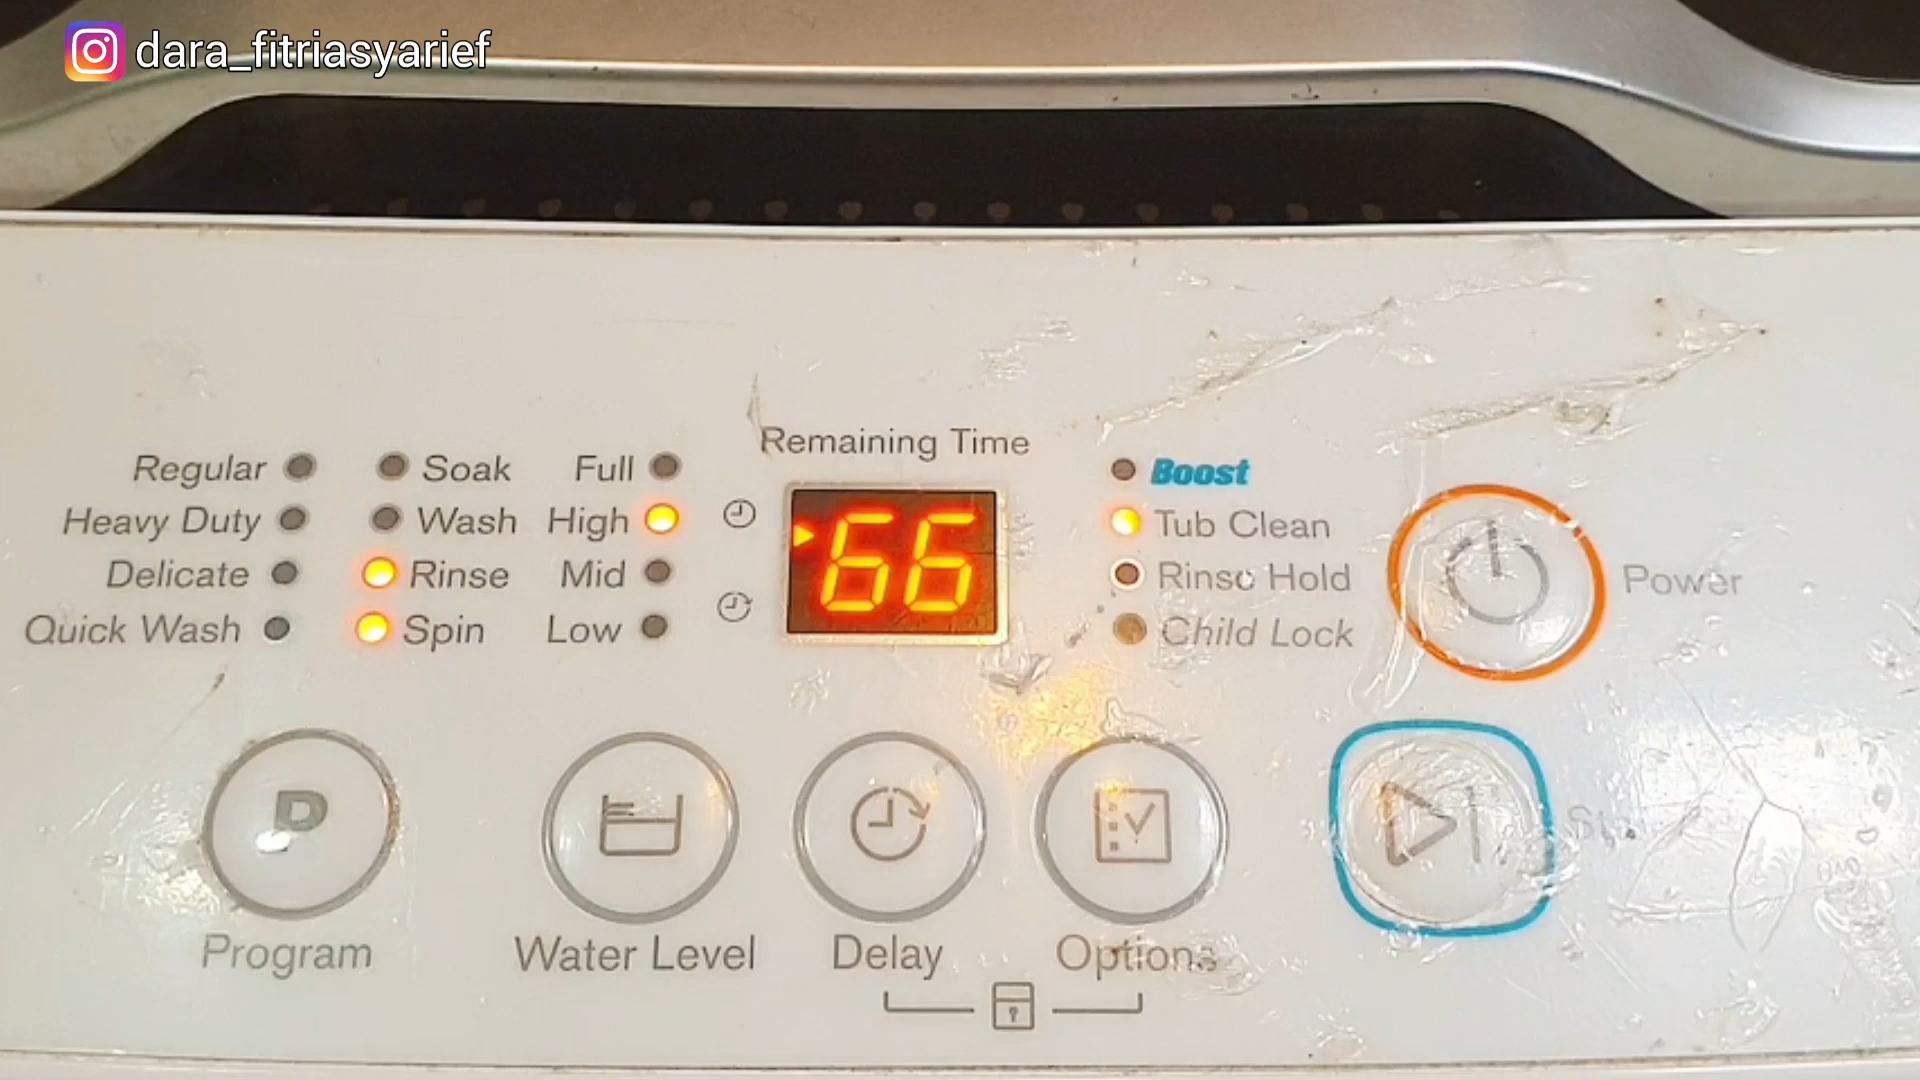 dara_fitriasyarief
Remaining Time
Regular Soak Full Boost
Heavy Duty Wash High Tub Clean
Delicate Rinse Mid Rinse Hold
Quick Wash Spin Low Child Lock
66
Power
P
Program Water Level Delay Options